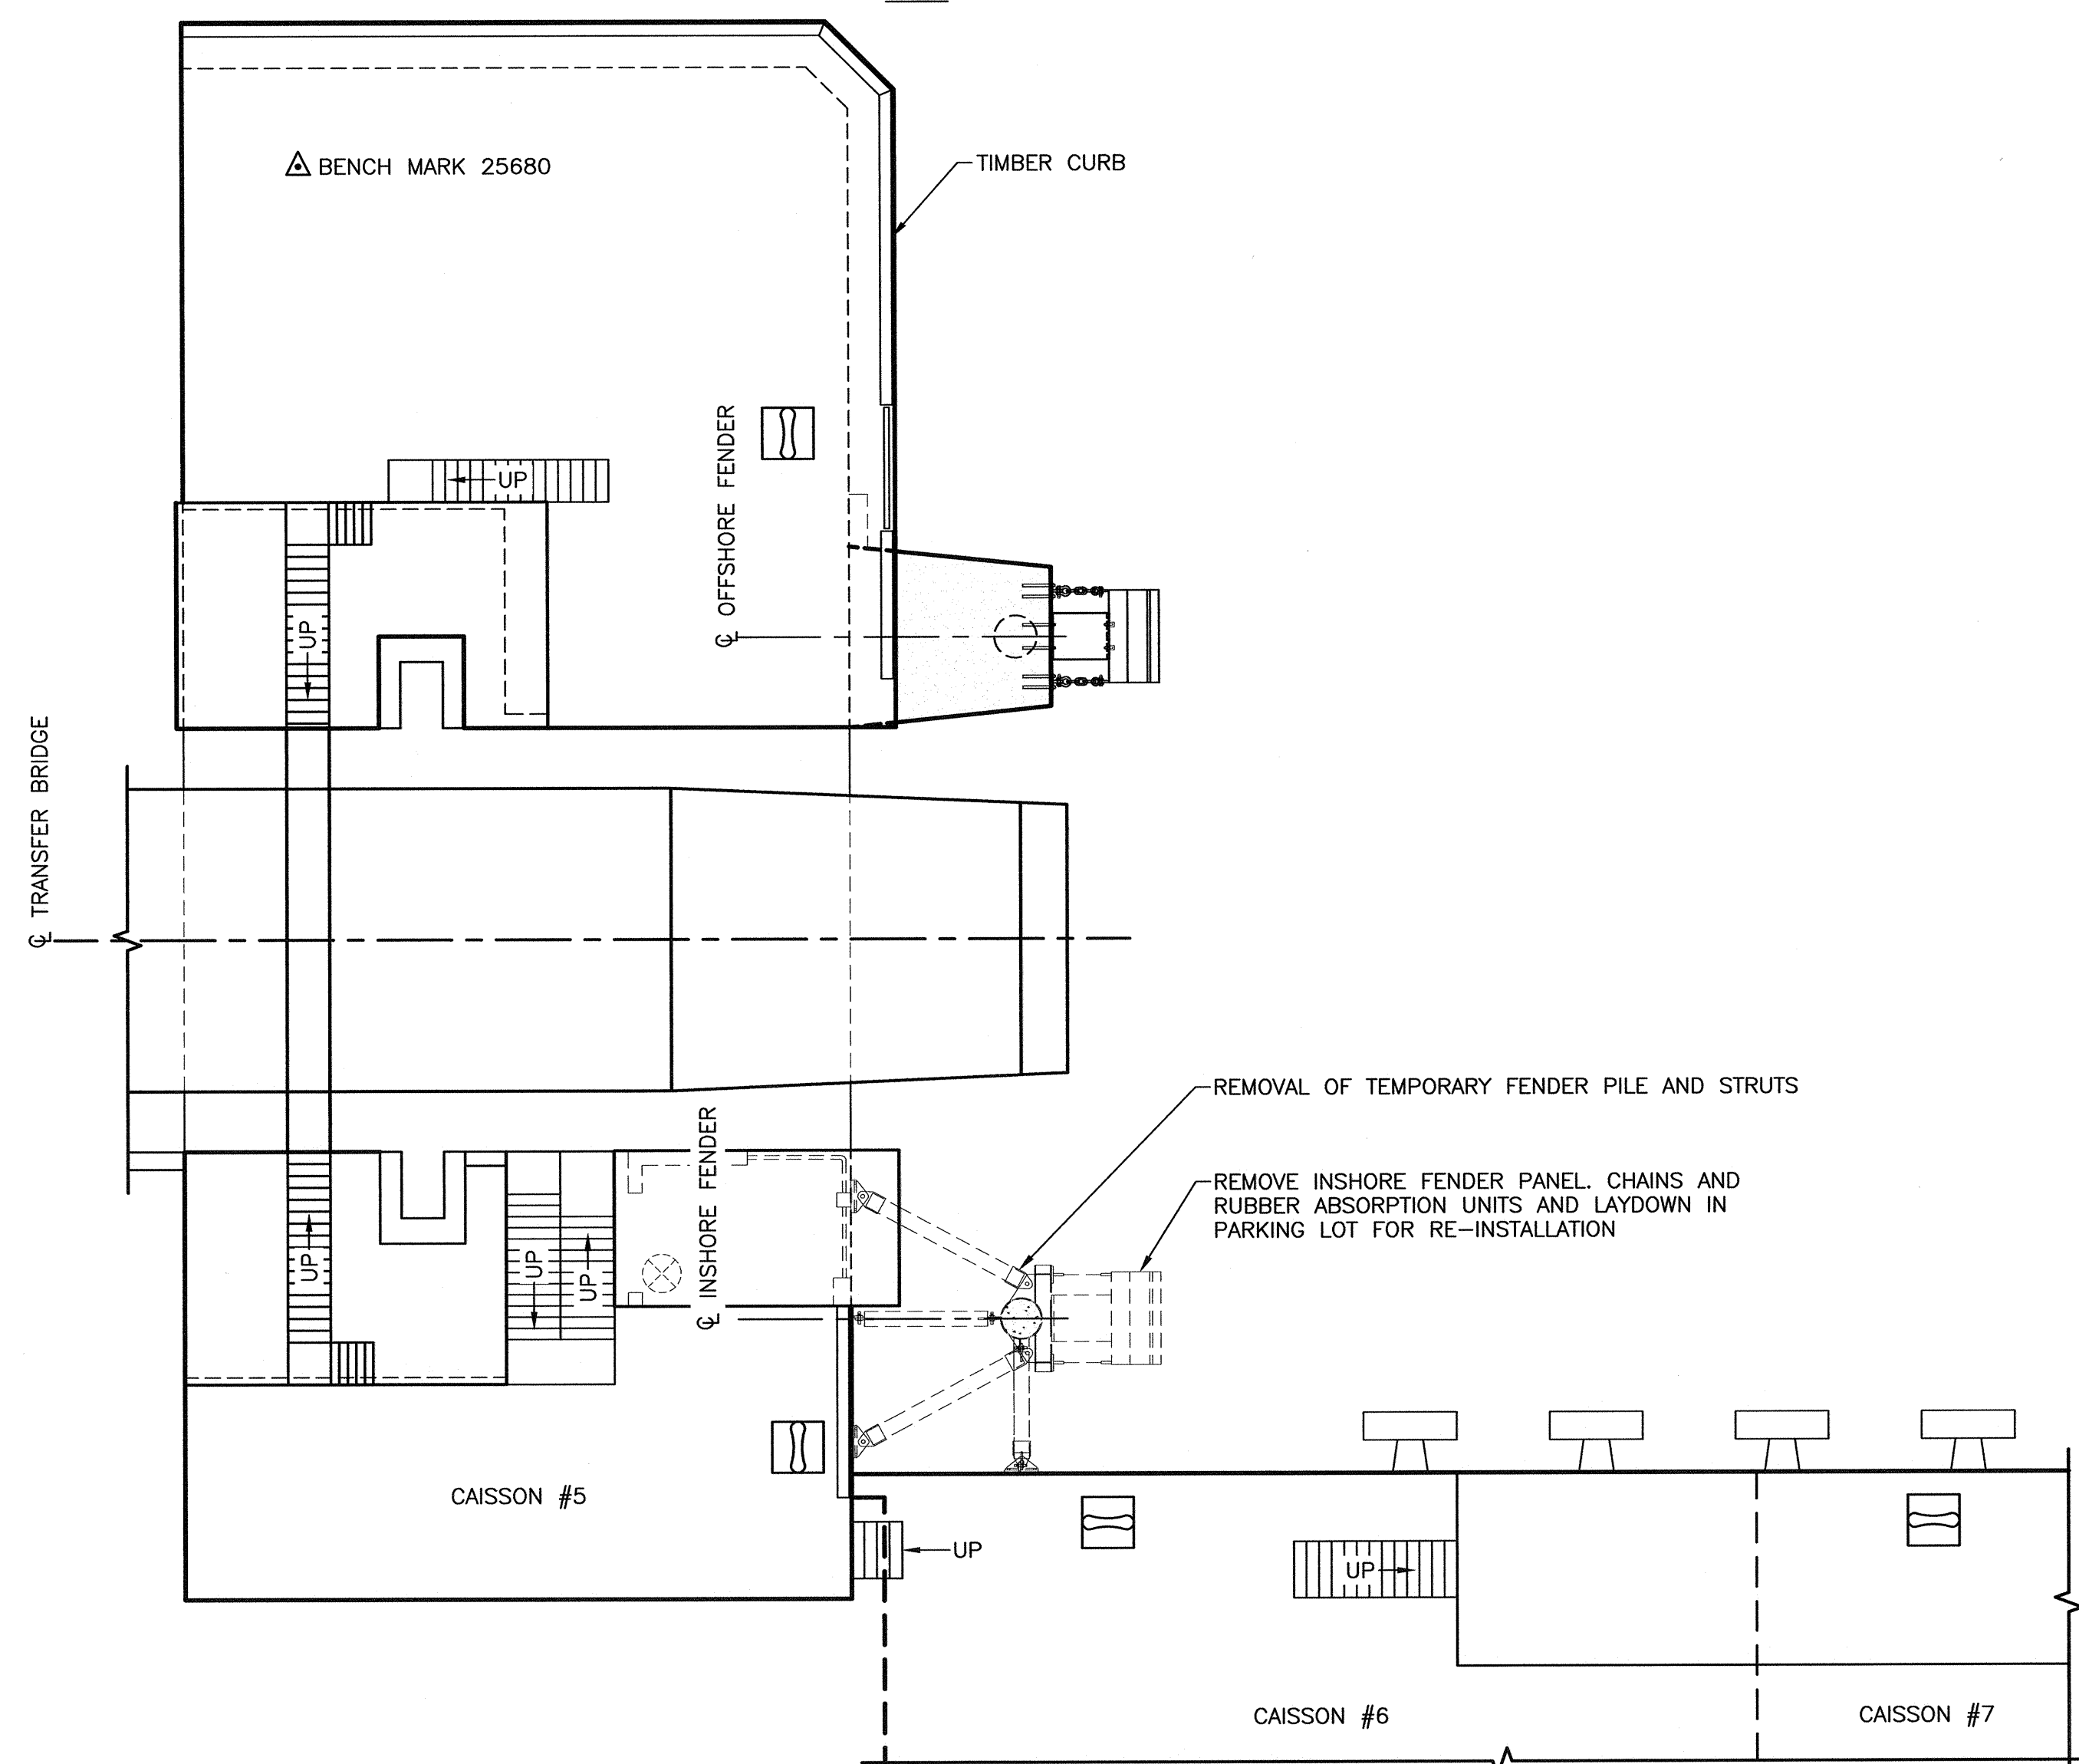 BENCH MARK 25680
TIMBER CURB
UP
℄ OFFSHORE FENDER
UP
℄ TRANSFER BRIDGE
REMOVAL OF TEMPORARY FENDER PILE AND STRUTS
℄ INSHORE FENDER
REMOVE INSHORE FENDER PANEL. CHAINS AND
RUBBER ABSORPTION UNITS AND LAYDOWN IN
PARKING LOT FOR RE-INSTALLATION
UP
UP
UP
CAISSON #5
UP
UP
CAISSON #6
CAISSON #7